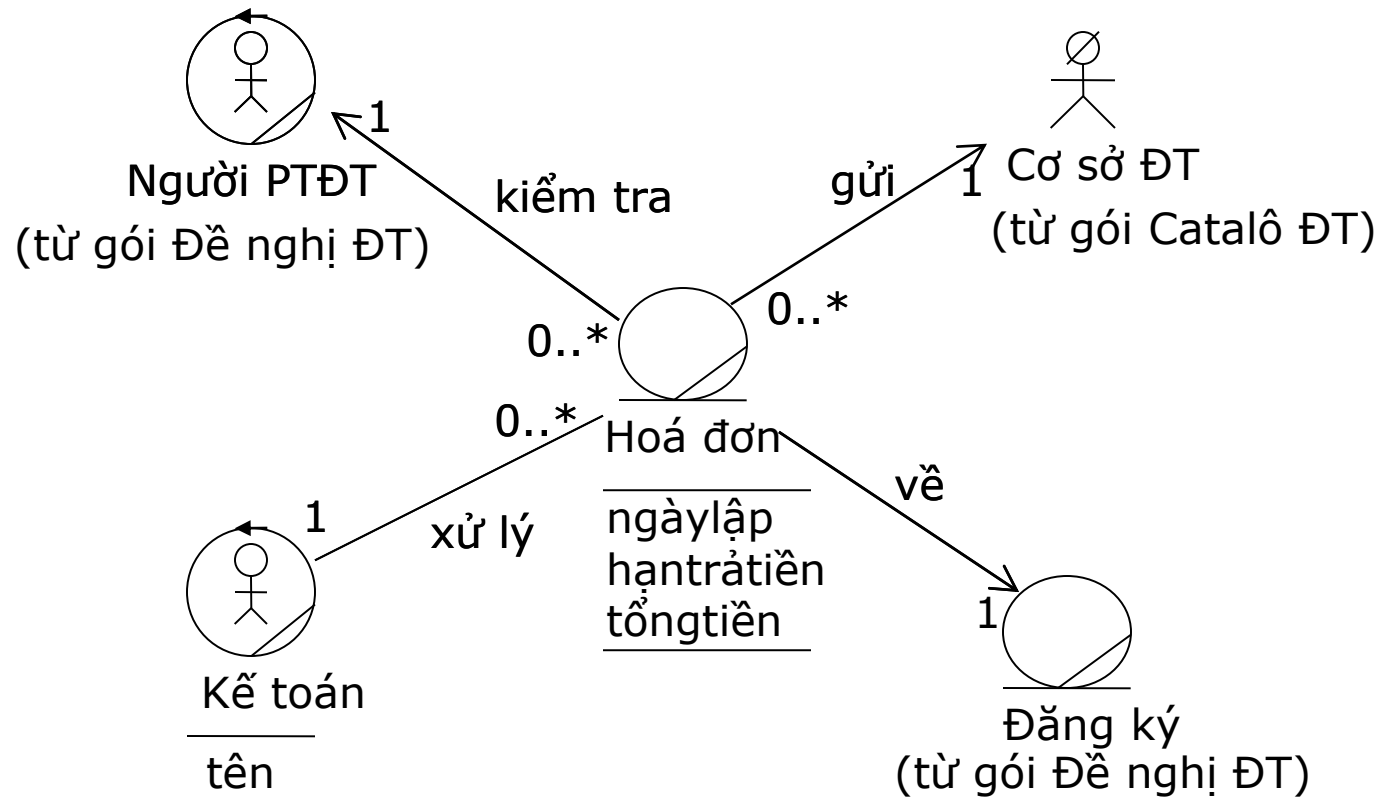 1
Người PTĐT
(từ gói Đề nghị ĐT)
kiểm tra
gửi
1
Cơ sở ĐT
(từ gói Catalô ĐT)
0..*
0..*
0..*
Hoá đơn
ngàylập
hạntrảtiền
tổngtiền
1
xử lý
về
1
Kế toán
tên
Đăng ký
(từ gói Đề nghị ĐT)